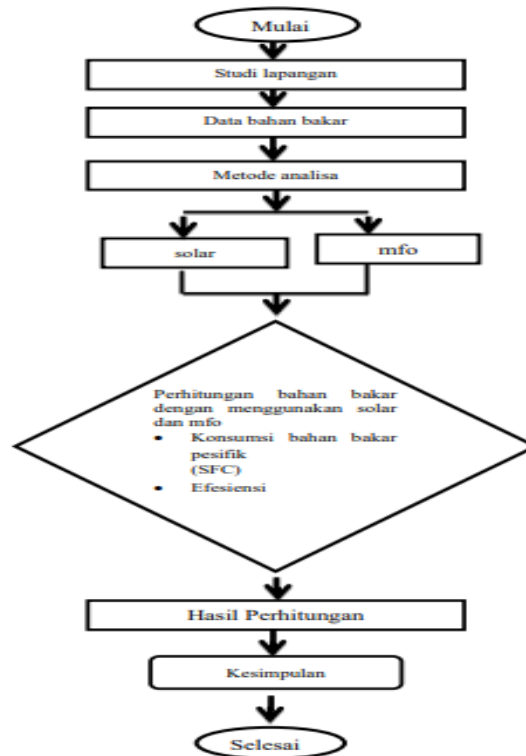 Mulai
Studi lapangan
Data bahan bakar
Metode analisa
solar
mfo
Perhitungan bahan bakar
dengan menggunakan solar
dan mfo
• Konsumsi bahan bakar
pesifik
(SFC)
• Efesiensi
Hasil Perhitungan
Kesimpulan
Selesai